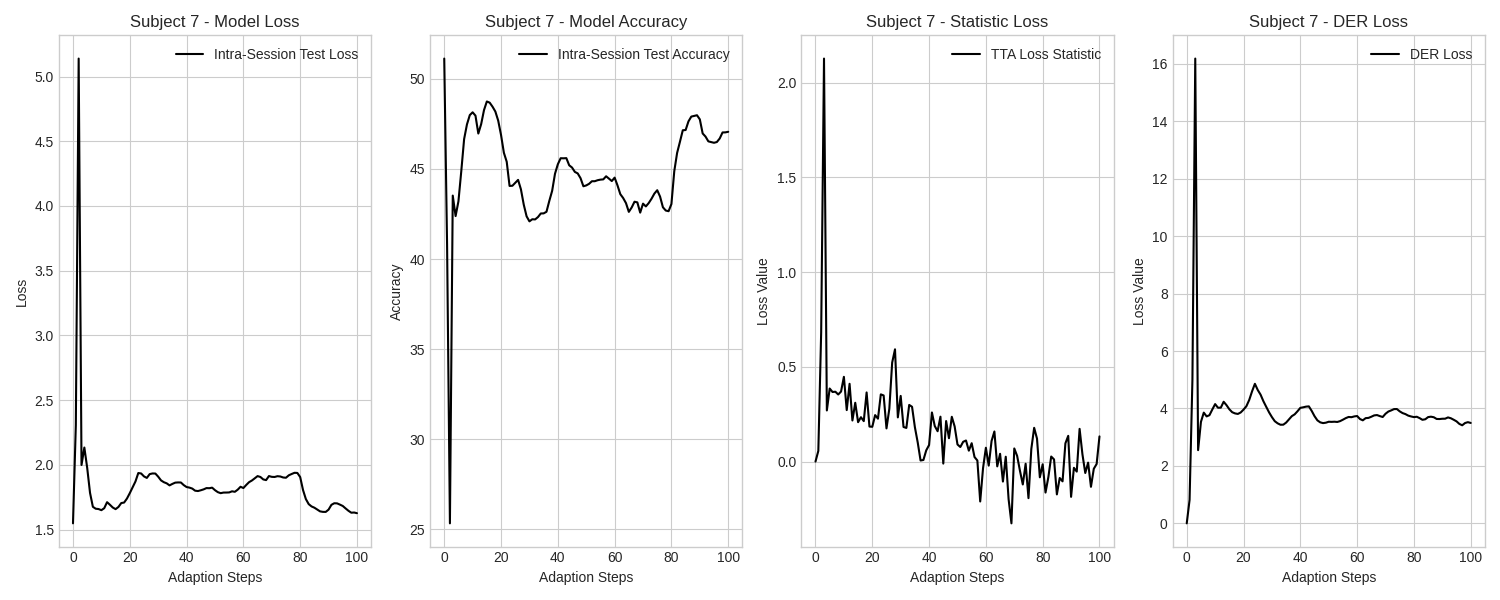 Subject 7 - Model Loss
Intra-Session Test Loss
5.0
4.5
4.0
3.5
3.0
2.5
2.0
1.5
Loss
0 20 40 60 80 100
Adaption Steps
Subject 7 - Model Accuracy
Intra-Session Test Accuracy
50
45
40
35
30
25
Accuracy
0 20 40 60 80 100
Adaption Steps
Subject 7 - Statistic Loss
TTA Loss Statistic
2.0
1.5
1.0
0.5
0.0
Loss Value
0 20 40 60 80 100
Adaption Steps
Subject 7 - DER Loss
DER Loss
16
14
12
10
8
6
4
2
0
Loss Value
0 20 40 60 80 100
Adaption Steps